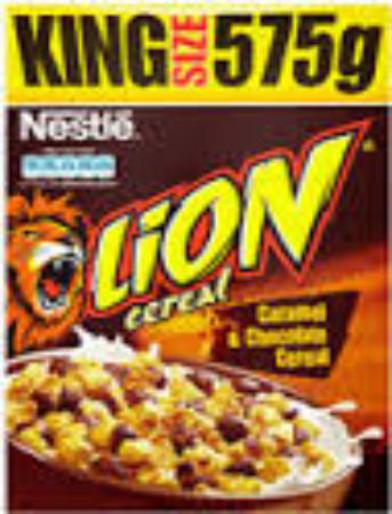 KING SIZE 575g
Nestlé
LION
cereal
Caramel
& Chocolate
Cereal